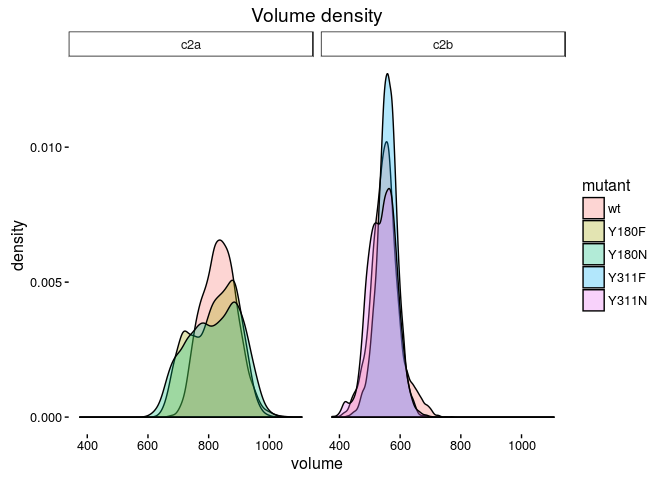 Volume density
c2a
c2b
0.010
0.005
0.000
density
400 600 800 1000
400 600 800 1000
volume
mutant
wt
Y180F
Y180N
Y311F
Y311N